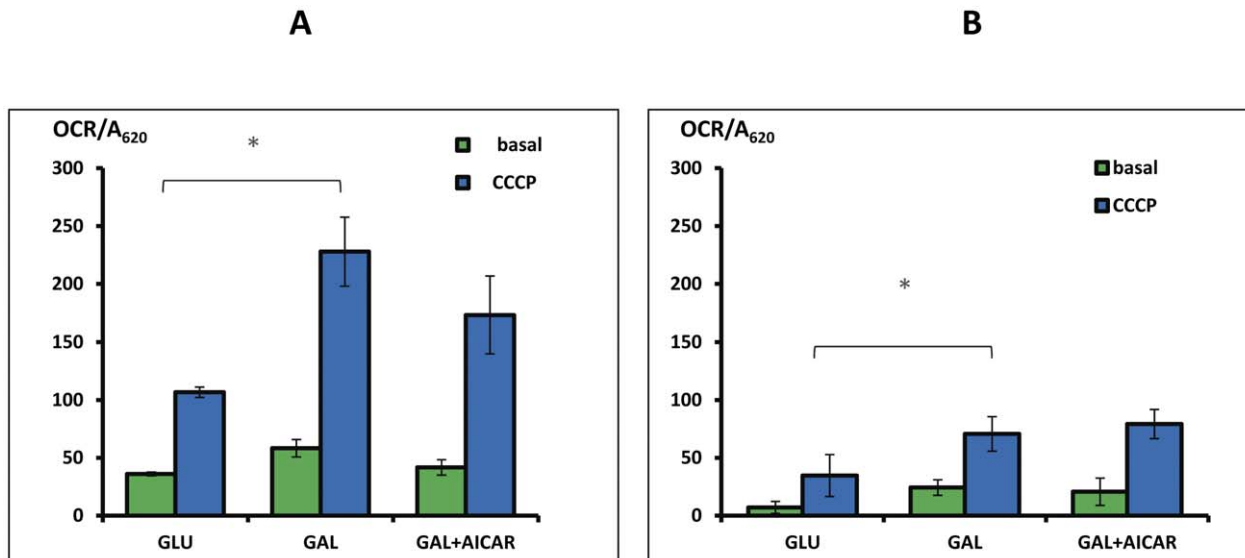 A
OCR/A620
*
basal
CCCP
300
250
200
150
100
50
0
GLU GAL GAL+AICAR
B
OCR/A620
basal
CCCP
*
300
250
200
150
100
50
0
GLU GAL GAL+AICAR